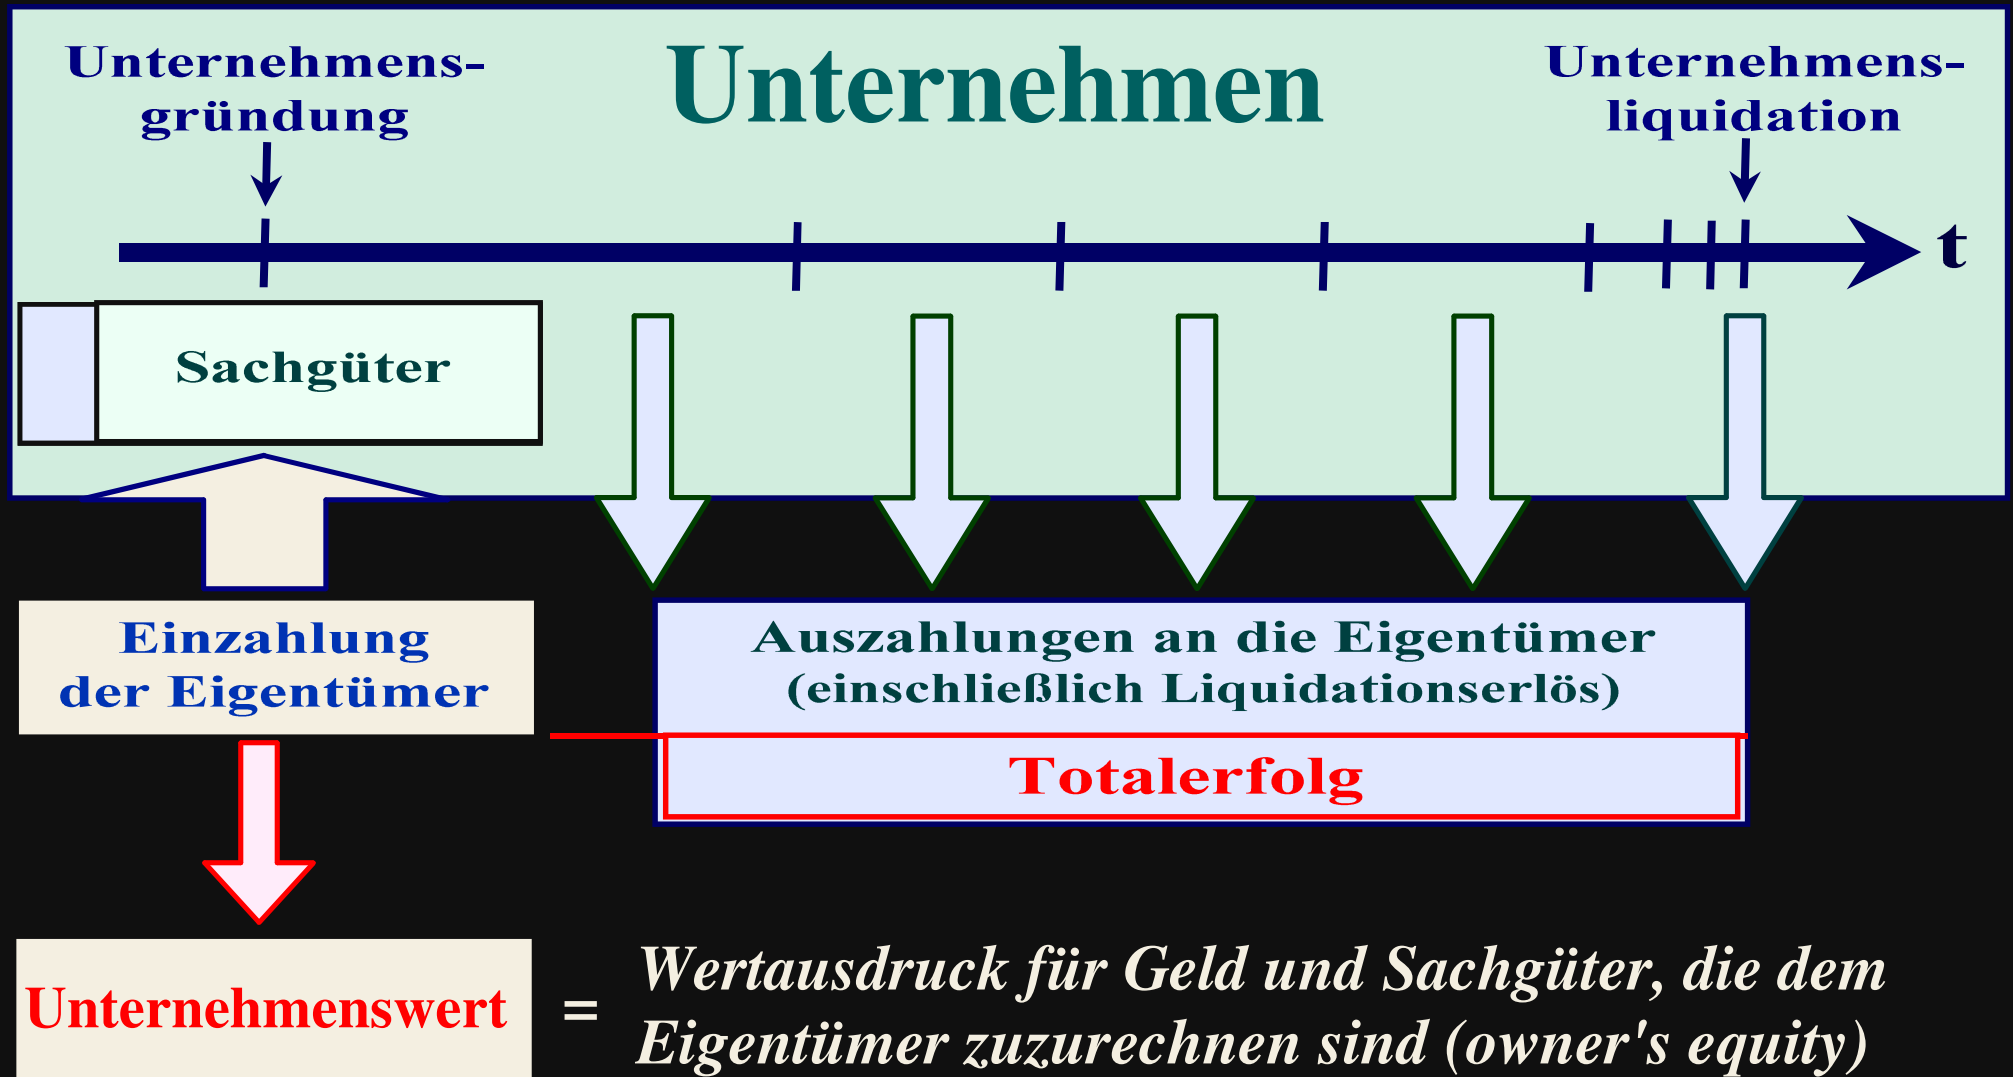 Unternehmens-
gründung
Unternehmen
Unternehmens-
liquidation
t
Sachgüter
Einzahlung
der Eigentümer
Auszahlungen an die Eigentümer
(einschließlich Liquidationserlös)
Totalerfolg
Unternehmenswert
=
Wertausdruck für Geld und Sachgüter, die dem
Eigentümer zuzurechnen sind (owner's equity)